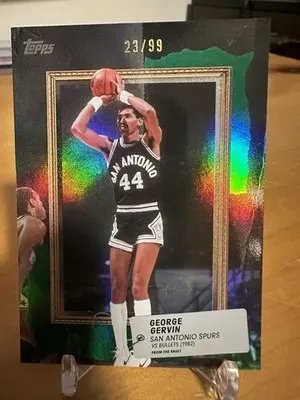 Topps
23/99
SAN ANTONIO
44
GEORGE
GERVIN
SAN ANTONIO SPURS
VS BULLETS (1982)
FROM THE VAULT